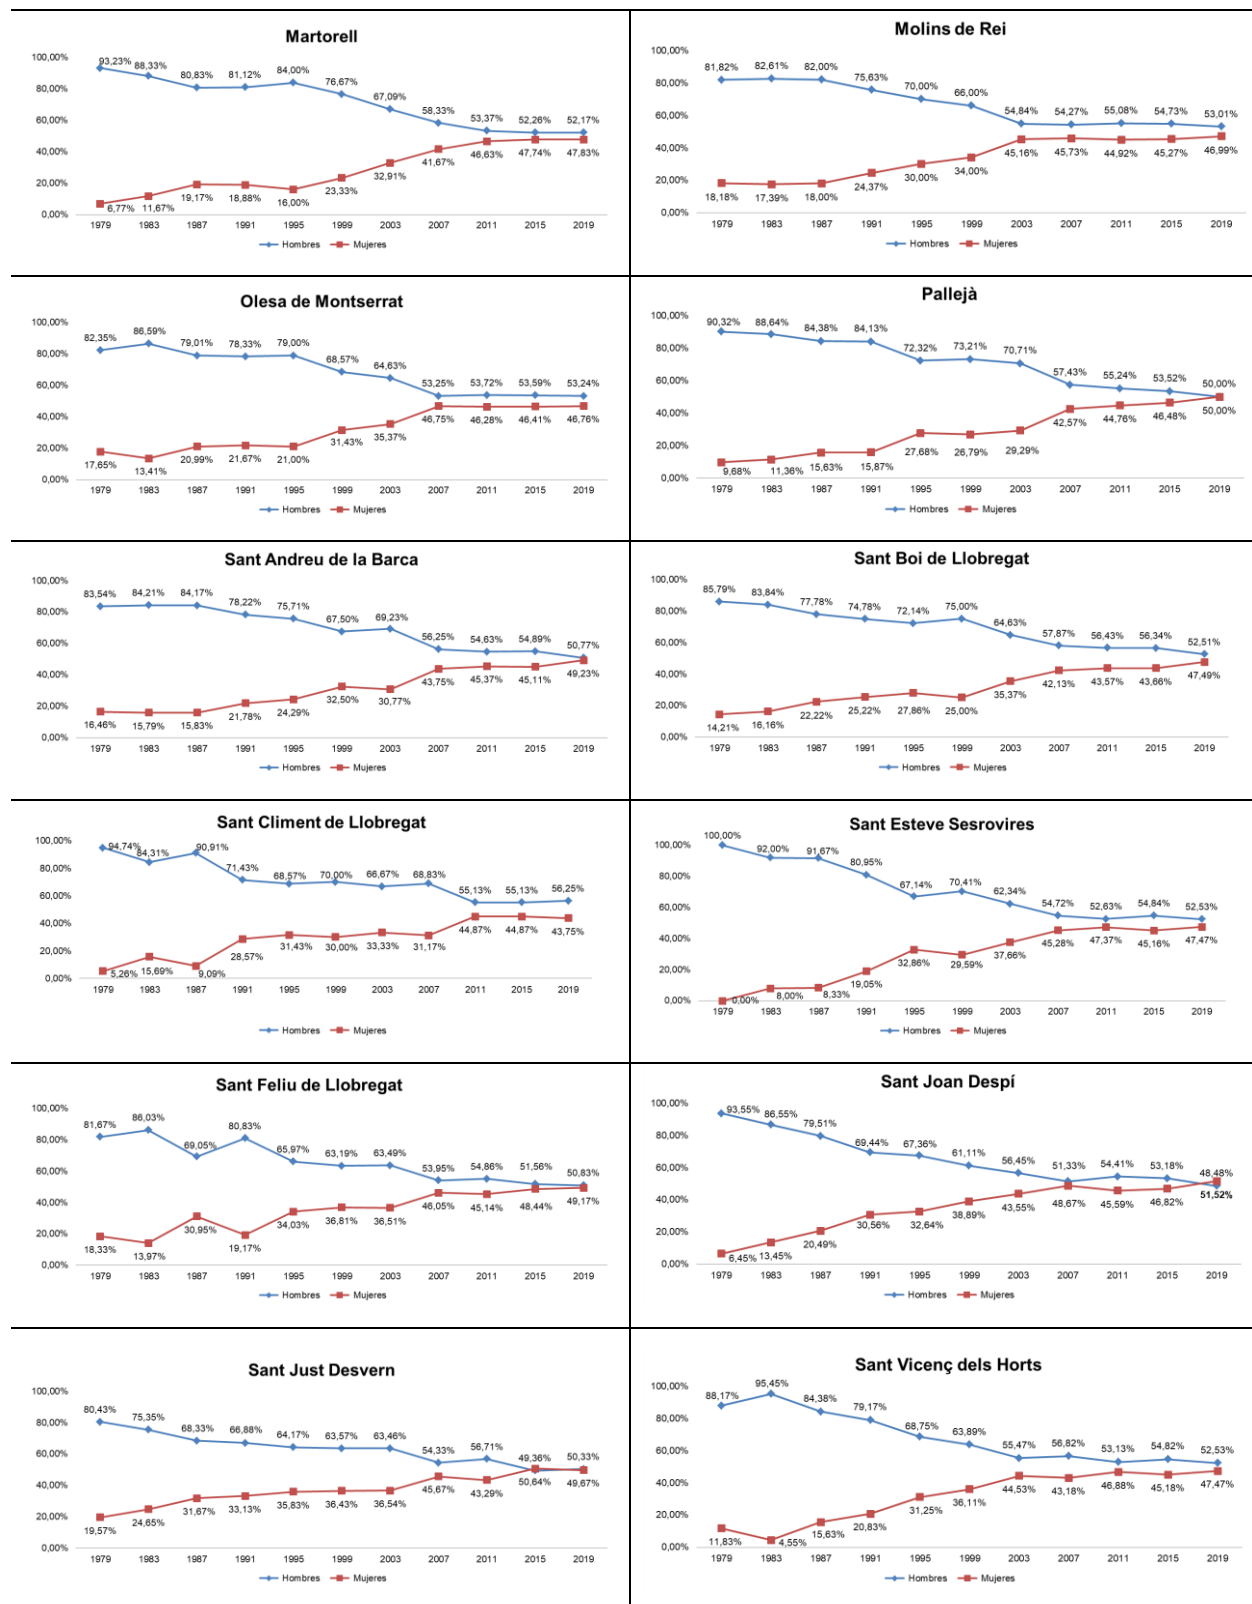 Martorell
100,00%
80,00%
60,00%
40,00%
20,00%
0,00%
93,23% 88,33% 80,83% 81,12% 84,00% 76,67% 67,09% 58,33% 53,37% 52,26% 52,17%
6,77% 11,67% 19,17% 18,88% 16,00% 23,33% 32,91% 41,67% 46,63% 47,74% 47,83%
1979 1983 1987 1991 1995 1999 2003 2007 2011 2015 2019
Hombres Mujeres
Molins de Rei
100,00%
80,00%
60,00%
40,00%
20,00%
0,00%
81,82% 82,61% 82,00% 75,63% 70,00% 66,00% 54,84% 54,27% 55,08% 54,73% 53,01%
18,18% 17,39% 18,00% 24,37% 30,00% 34,00% 45,16% 45,73% 44,92% 45,27% 46,99%
1979 1983 1987 1991 1995 1999 2003 2007 2011 2015 2019
Hombres Mujeres
Olesa de Montserrat
100,00%
80,00%
60,00%
40,00%
20,00%
0,00%
82,35% 86,59% 79,01% 78,33% 79,00% 68,57% 64,63% 53,25% 53,72% 53,59% 53,24%
17,65% 13,41% 20,99% 21,67% 21,00% 31,43% 35,37% 46,75% 46,28% 46,41% 46,76%
1979 1983 1987 1991 1995 1999 2003 2007 2011 2015 2019
Hombres Mujeres
Pallejà
100,00%
80,00%
60,00%
40,00%
20,00%
0,00%
90,32% 88,64% 84,38% 84,13% 72,32% 73,21% 70,71% 57,43% 55,24% 53,52% 50,00%
9,68% 11,36% 15,63% 15,87% 27,68% 26,79% 29,29% 42,57% 44,76% 46,48% 50,00%
1979 1983 1987 1991 1995 1999 2003 2007 2011 2015 2019
Hombres Mujeres
Sant Andreu de la Barca
100,00%
80,00%
60,00%
40,00%
20,00%
0,00%
83,54% 84,21% 84,17% 78,22% 75,71% 67,50% 69,23% 56,25% 54,63% 54,89% 50,77%
16,46% 15,79% 15,83% 21,78% 24,29% 32,50% 30,77% 43,75% 45,37% 45,11% 49,23%
1979 1983 1987 1991 1995 1999 2003 2007 2011 2015 2019
Hombres Mujeres
Sant Boi de Llobregat
100,00%
80,00%
60,00%
40,00%
20,00%
0,00%
85,79% 83,84% 77,78% 74,78% 72,14% 75,00% 64,63% 57,87% 56,43% 56,34% 52,51%
14,21% 16,16% 22,22% 25,22% 27,86% 25,00% 35,37% 42,13% 43,57% 43,66% 47,49%
1979 1983 1987 1991 1995 1999 2003 2007 2011 2015 2019
Hombres Mujeres
Sant Climent de Llobregat
100,00%
80,00%
60,00%
40,00%
20,00%
0,00%
94,74% 84,31% 90,91% 71,43% 68,57% 70,00% 66,67% 68,83% 55,13% 55,13% 56,25%
5,26% 15,69% 9,09% 28,57% 31,43% 30,00% 33,33% 31,17% 44,87% 44,87% 43,75%
1979 1983 1987 1991 1995 1999 2003 2007 2011 2015 2019
Hombres Mujeres
Sant Esteve Sesrovires
100,00%
80,00%
60,00%
40,00%
20,00%
0,00%
100,00% 92,00% 91,67% 80,95% 67,14% 70,41% 62,34% 54,72% 52,63% 54,84% 52,53%
0,00% 8,00% 8,33% 19,05% 32,86% 29,59% 37,66% 45,28% 47,37% 45,16% 47,47%
1979 1983 1987 1991 1995 1999 2003 2007 2011 2015 2019
Hombres Mujeres
Sant Feliu de Llobregat
100,00%
80,00%
60,00%
40,00%
20,00%
0,00%
81,67% 86,03% 69,05% 80,83% 65,97% 63,19% 63,49% 53,95% 54,86% 51,56% 50,83%
18,33% 13,97% 30,95% 19,17% 34,03% 36,81% 36,51% 46,05% 45,14% 48,44% 49,17%
1979 1983 1987 1991 1995 1999 2003 2007 2011 2015 2019
Hombres Mujeres
Sant Joan Despí
100,00%
80,00%
60,00%
40,00%
20,00%
0,00%
93,55% 86,55% 79,51% 69,44% 67,36% 61,11% 56,45% 51,33% 54,41% 53,18% 48,48%
6,45% 13,45% 20,49% 30,56% 32,64% 38,89% 43,55% 48,67% 45,59% 46,82% 51,52%
1979 1983 1987 1991 1995 1999 2003 2007 2011 2015 2019
Hombres Mujeres
Sant Just Desvern
100,00%
80,00%
60,00%
40,00%
20,00%
0,00%
80,43% 75,35% 68,33% 66,88% 64,17% 63,57% 63,46% 54,33% 56,71% 49,36% 50,33%
19,57% 24,65% 31,67% 33,13% 35,83% 36,43% 36,54% 45,67% 43,29% 50,64% 49,67%
1979 1983 1987 1991 1995 1999 2003 2007 2011 2015 2019
Hombres Mujeres
Sant Vicenç dels Horts
100,00%
80,00%
60,00%
40,00%
20,00%
0,00%
88,17% 95,45% 84,38% 79,17% 68,75% 63,89% 55,47% 56,82% 53,13% 54,82% 52,53%
11,83% 4,55% 15,63% 20,83% 31,25% 36,11% 44,53% 43,18% 46,88% 45,18% 47,47%
1979 1983 1987 1991 1995 1999 2003 2007 2011 2015 2019
Hombres Mujeres